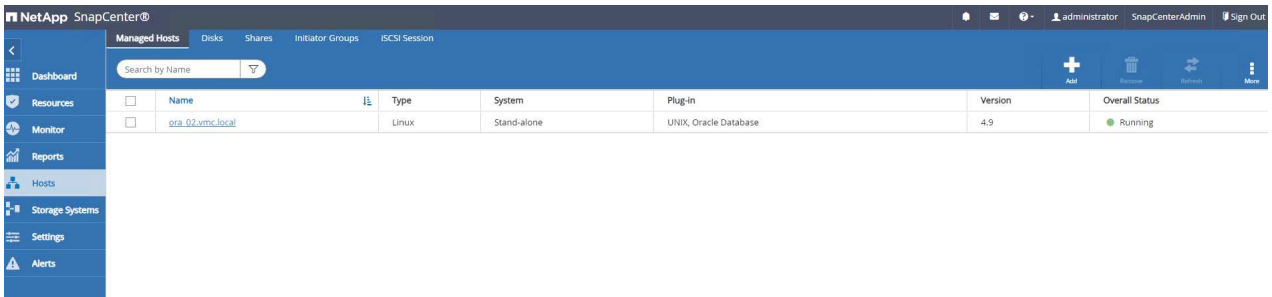 NetApp SnapCenter®
administrator SnapCenterAdmin Sign Out
Managed Hosts Disks Shares Initiator Groups iSCSI Session
Search by Name
Add Remove Refresh More
Dashboard
Resources
Monitor
Reports
Hosts
Storage Systems
Settings
Alerts
Name Type System Plug-in Version Overall Status
ora_02.vmc.local Linux Stand-alone UNIX, Oracle Database 4.9 Running